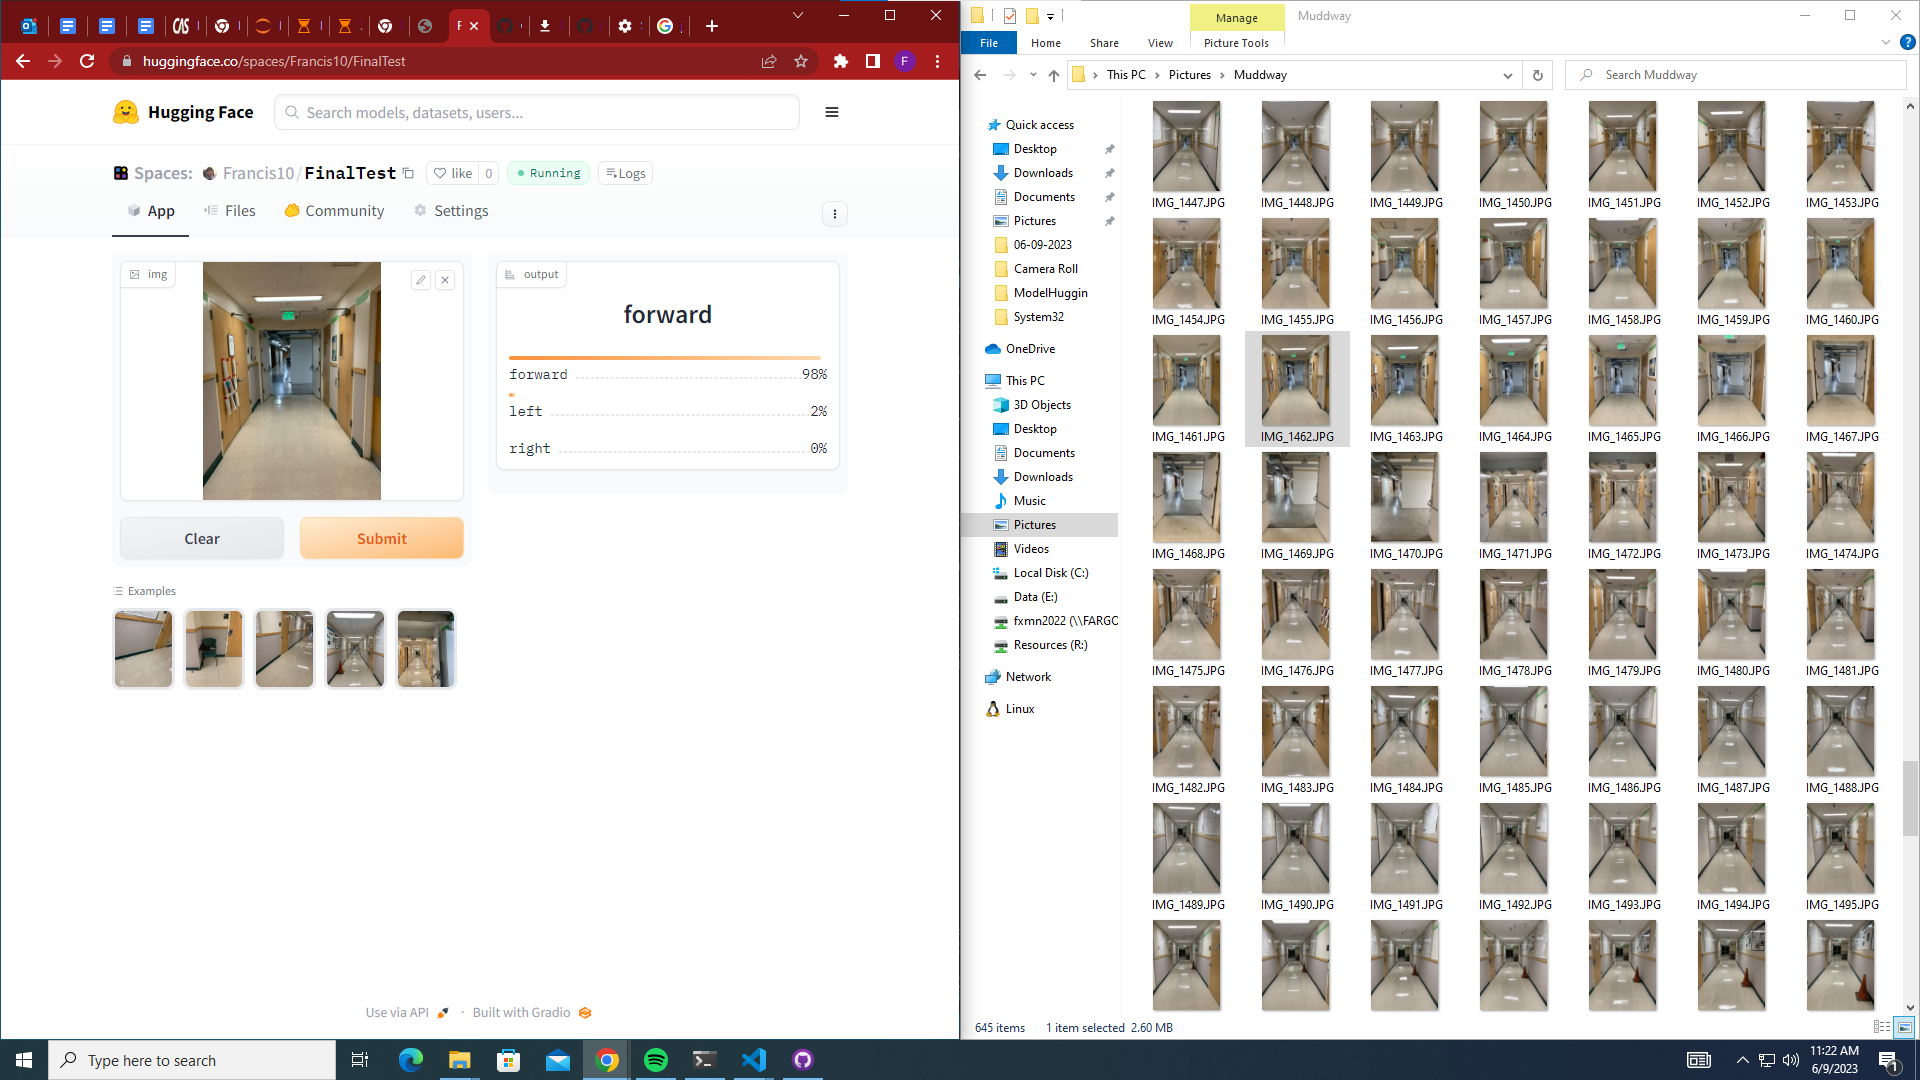 F
huggingface.co/spaces/Francis10/FinalTest
F
Hugging Face
Search models, datasets, users...
Spaces: Francis10/FinalTest
like 0
Running
Logs
App
Files
Community
Settings
img
output
forward
forward 98%
left 2%
right 0%
Clear
Submit
Examples
Use via API · Built with Gradio
Manage
Muddway
File
Home
Share
View
Picture Tools
This PC > Pictures > Muddway
Search Muddway
Quick access
Desktop
Downloads
Documents
Pictures
06-09-2023
Camera Roll
ModelHuggin
System32
OneDrive
This PC
3D Objects
Desktop
Documents
Downloads
Music
Pictures
Videos
Local Disk (C:)
Data (E:)
fxmn2022 (\\FARGO
Resources (R:)
Network
Linux
IMG_1447.JPG IMG_1448.JPG IMG_1449.JPG IMG_1450.JPG IMG_1451.JPG IMG_1452.JPG IMG_1453.JPG
IMG_1454.JPG IMG_1455.JPG IMG_1456.JPG IMG_1457.JPG IMG_1458.JPG IMG_1459.JPG IMG_1460.JPG
IMG_1461.JPG IMG_1462.JPG IMG_1463.JPG IMG_1464.JPG IMG_1465.JPG IMG_1466.JPG IMG_1467.JPG
IMG_1468.JPG IMG_1469.JPG IMG_1470.JPG IMG_1471.JPG IMG_1472.JPG IMG_1473.JPG IMG_1474.JPG
IMG_1475.JPG IMG_1476.JPG IMG_1477.JPG IMG_1478.JPG IMG_1479.JPG IMG_1480.JPG IMG_1481.JPG
IMG_1482.JPG IMG_1483.JPG IMG_1484.JPG IMG_1485.JPG IMG_1486.JPG IMG_1487.JPG IMG_1488.JPG
IMG_1489.JPG IMG_1490.JPG IMG_1491.JPG IMG_1492.JPG IMG_1493.JPG IMG_1494.JPG IMG_1495.JPG
645 items
1 item selected 2.60 MB
Type here to search
11:22 AM
6/9/2023
1